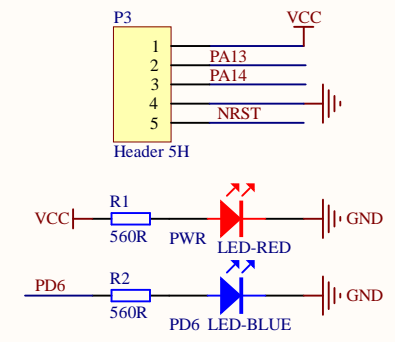 P3
VCC
1
2 PA13
3 PA14
4
5 NRST
Header 5H
R1
VCC
GND
560R PWR LED-RED
R2
PD6
GND
560R PD6 LED-BLUE